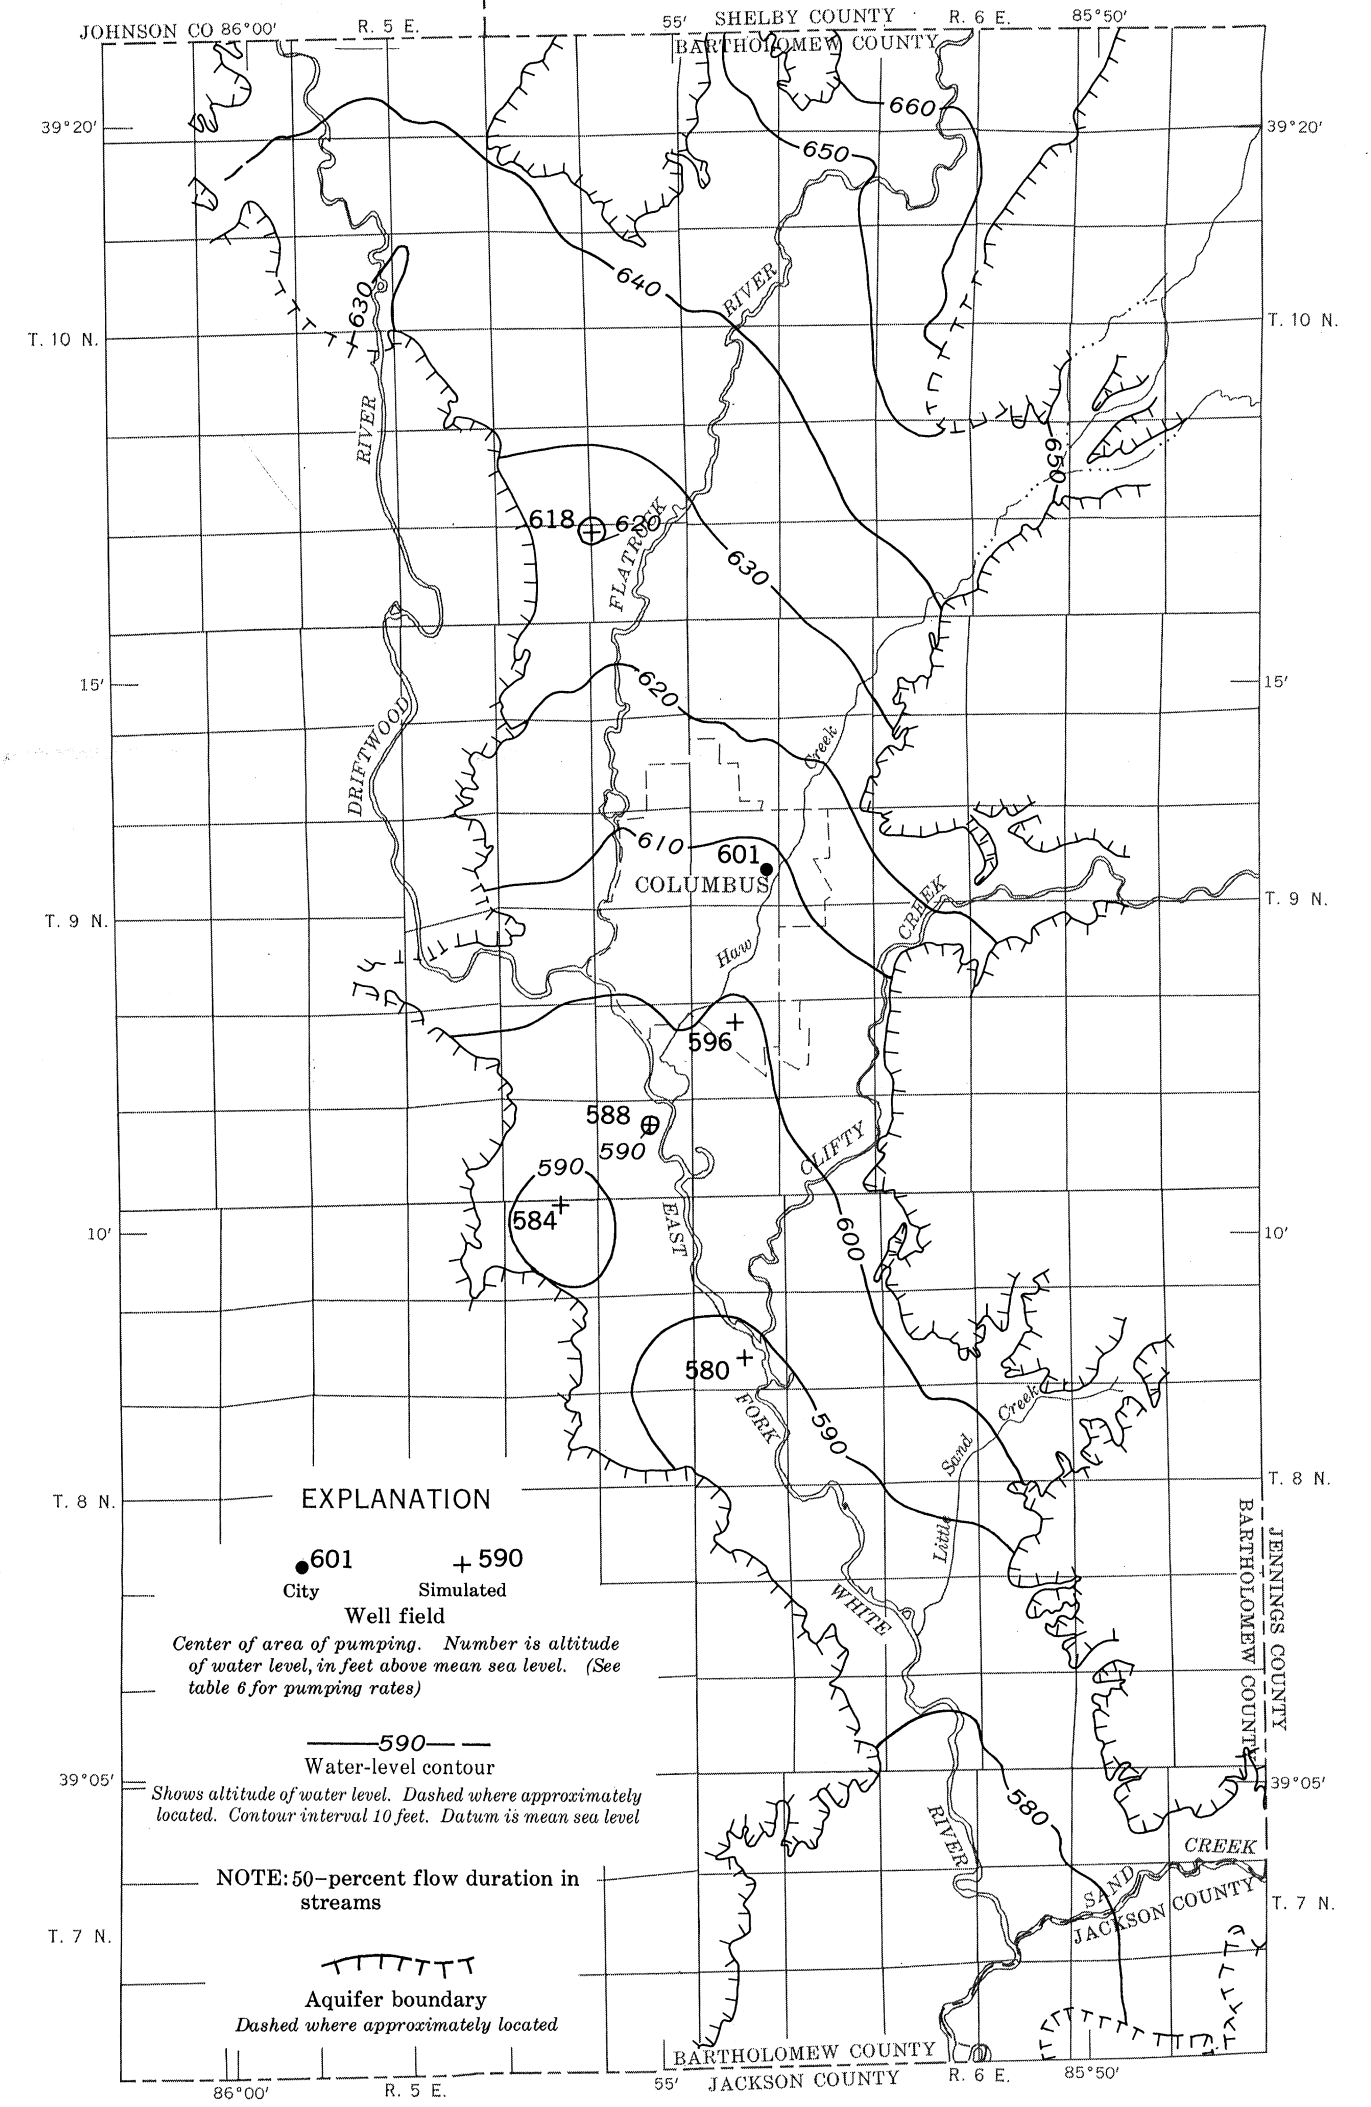 JOHNSON CO 86°00′ R. 5 E. 55′ SHELBY COUNTY R. 6 E. 85°50′
BARTHOLOMEW COUNTY
660
39°20′ 39°20′
650
640
RIVER
630
T. 10 N. T. 10 N.
RIVER
650
618 620
FLATROCK
630
15′ 15′
620
DRIFTWOOD
Creek
610
601
COLUMBUS
CREEK
T. 9 N. T. 9 N.
Haw
596
588
590
CLIFTY
590
584
EAST
600
10′ 10′
580
FORK
590
Creek
Sand
Little
T. 8 N. T. 8 N.
EXPLANATION
601 590
City Simulated
Well field
Center of area of pumping. Number is altitude
of water level, in feet above mean sea level. (See
table 6 for pumping rates)
WHITE
BARTHOLOMEW COUNTY
JENNINGS COUNTY
590
Water-level contour
39°05′ 39°05′
Shows altitude of water level. Dashed where approximately
located. Contour interval 10 feet. Datum is mean sea level
580
RIVER
CREEK
SAND
JACKSON COUNTY
NOTE: 50–percent flow duration in
streams
T. 7 N. T. 7 N.
Aquifer boundary
Dashed where approximately located
BARTHOLOMEW COUNTY
86°00′ R. 5 E. 55′ JACKSON COUNTY R. 6 E. 85°50′